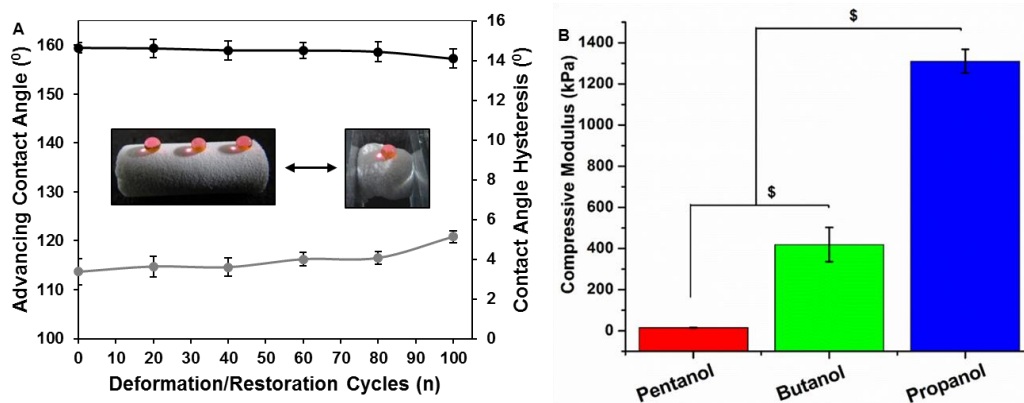 A
Advancing Contact Angle (⁰)
160
150
140
130
120
110
100
0 10 20 30 40 50 60 70 80 90 100
Deformation/Restoration Cycles (n)
16
14
12
10
8
6
4
2
0
Contact Angle Hysteresis (⁰)
B
Compressive Modulus (kPa)
1400
1200
1000
800
600
400
200
0
$
$
Pentanol
Butanol
Propanol